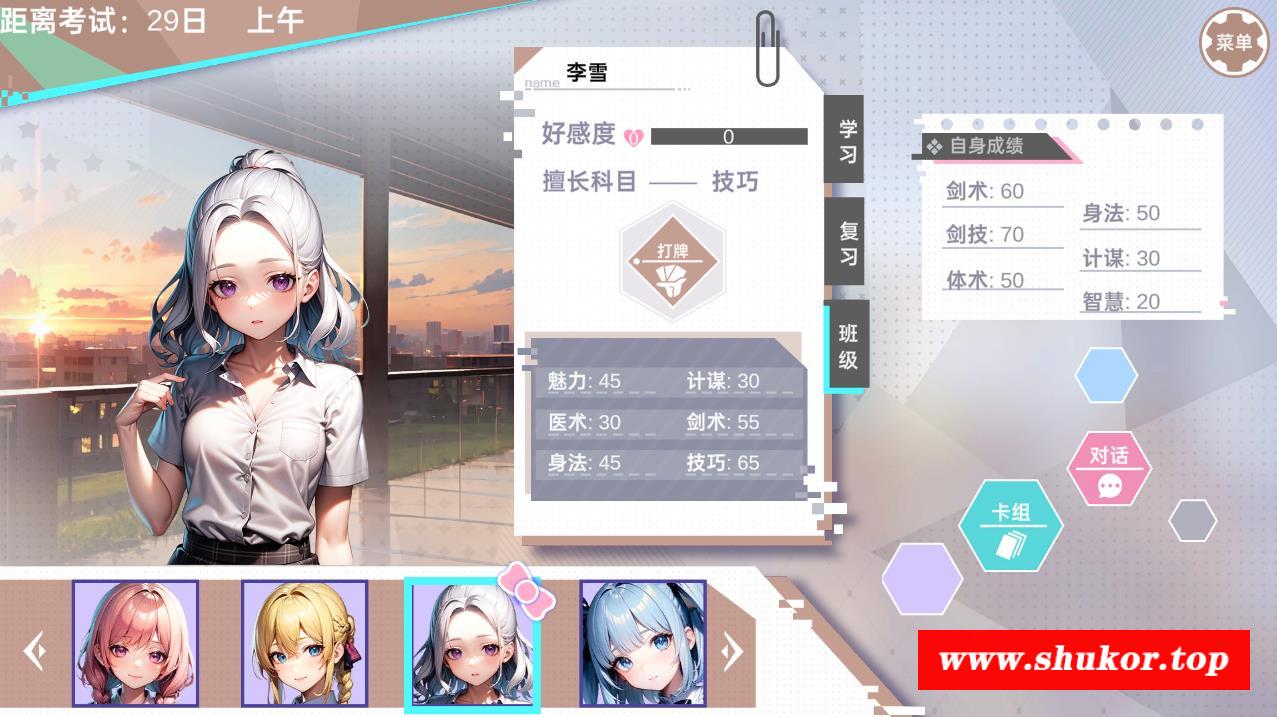 距离考试：29日 上午
菜单
name 李雪
好感度 0 0
擅长科目 —— 技巧
打牌
魅力: 45 计谋: 30
医术: 30 剑术: 55
身法: 45 技巧: 65
学习
复习
班级
自身成绩
剑术: 60
身法: 50
剑技: 70
计谋: 30
体术: 50
智慧: 20
对话
卡组
www.shukor.top